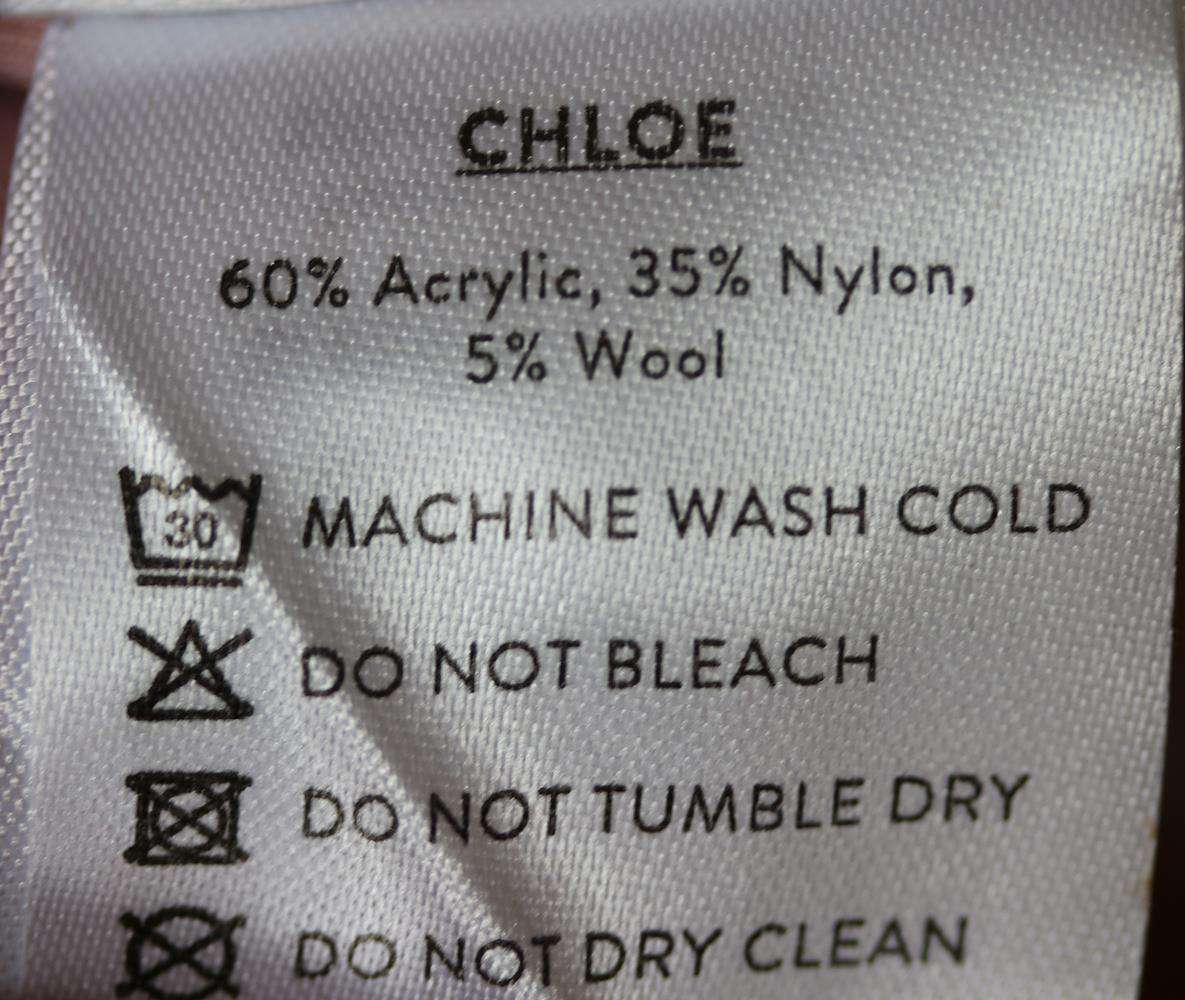 CHLOE
60% Acrylic, 35% Nylon,
5% Wool
30 MACHINE WASH COLD
DO NOT BLEACH
DO NOT TUMBLE DRY
DO NOT DRY CLEAN